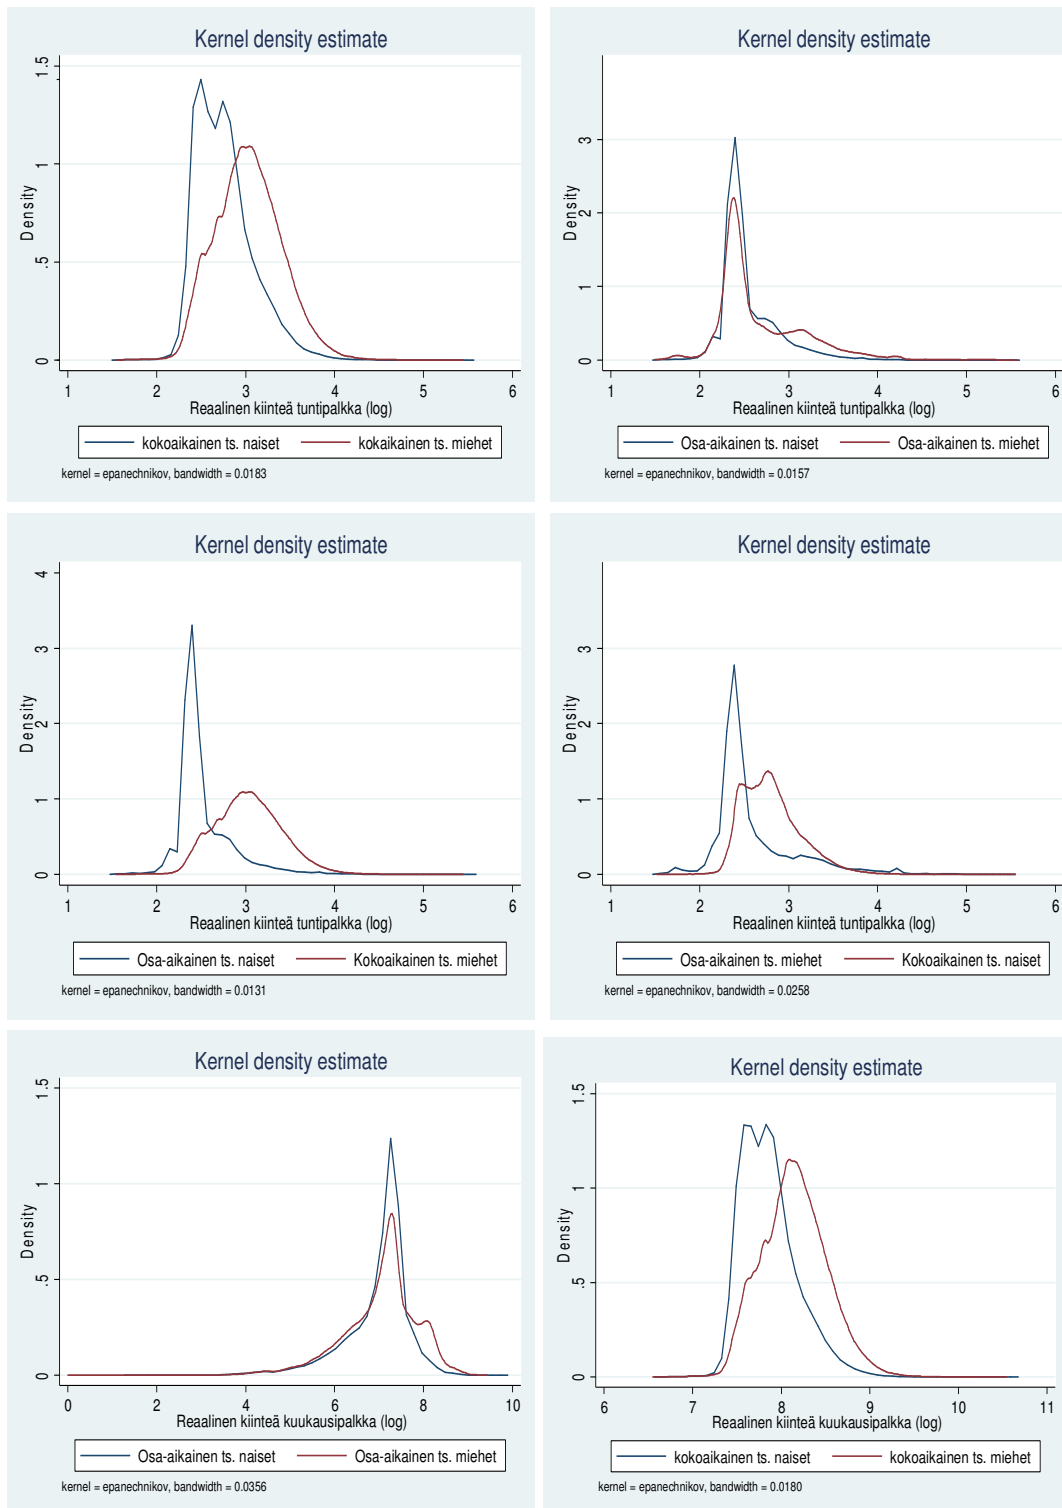 Kernel density estimate
1.5
1
.5
0
Density
1 2 3 4 5 6
Reaalinen kiinteä tuntipalkka (log)
kokoaikainen ts. naiset kokaikainen ts. miehet
kernel = epanechnikov, bandwidth = 0.0183
Kernel density estimate
3
2
1
0
Density
1 2 3 4 5 6
Reaalinen kiinteä tuntipalkka (log)
Osa-aikainen ts. naiset Osa-aikainen ts. miehet
kernel = epanechnikov, bandwidth = 0.0157
Kernel density estimate
4
3
2
1
0
Density
1 2 3 4 5 6
Reaalinen kiinteä tuntipalkka (log)
Osa-aikainen ts. naiset Kokoaikainen ts. miehet
kernel = epanechnikov, bandwidth = 0.0131
Kernel density estimate
3
2
1
0
Density
1 2 3 4 5 6
Reaalinen kiinteä tuntipalkka (log)
Osa-aikainen ts. miehet Kokoaikainen ts. naiset
kernel = epanechnikov, bandwidth = 0.0258
Kernel density estimate
1.5
1
.5
0
Density
0 2 4 6 8 10
Reaalinen kiinteä kuukausipalkka (log)
Osa-aikainen ts. naiset Osa-aikainen ts. miehet
kernel = epanechnikov, bandwidth = 0.0356
Kernel density estimate
1.5
1
.5
0
Density
6 7 8 9 10 11
Reaalinen kiinteä kuukausipalkka (log)
kokoaikainen ts. naiset kokoaikainen ts. miehet
kernel = epanechnikov, bandwidth = 0.0180